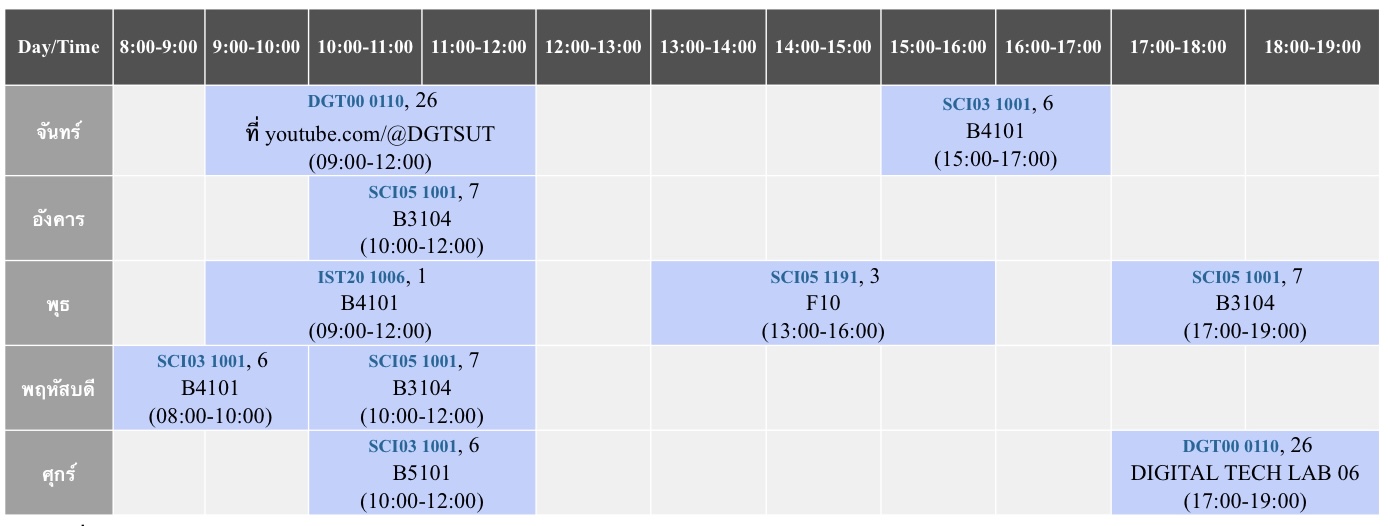 Day/Time 8:00-9:00 9:00-10:00 10:00-11:00 11:00-12:00 12:00-13:00 13:00-14:00 14:00-15:00 15:00-16:00 16:00-17:00 17:00-18:00 18:00-19:00
จันทร์
DGT00 0110, 26
ที่ youtube.com/@DGTSUT
(09:00-12:00)
SCI03 1001, 6
B4101
(15:00-17:00)
อังคาร
SCI05 1001, 7
B3104
(10:00-12:00)
พุธ
IST20 1006, 1
B4101
(09:00-12:00)
SCI05 1191, 3
F10
(13:00-16:00)
SCI05 1001, 7
B3104
(17:00-19:00)
พฤหัสบดี
SCI03 1001, 6
B4101
(08:00-10:00)
SCI05 1001, 7
B3104
(10:00-12:00)
ศุกร์
SCI03 1001, 6
B5101
(10:00-12:00)
DGT00 0110, 26
DIGITAL TECH LAB 06
(17:00-19:00)